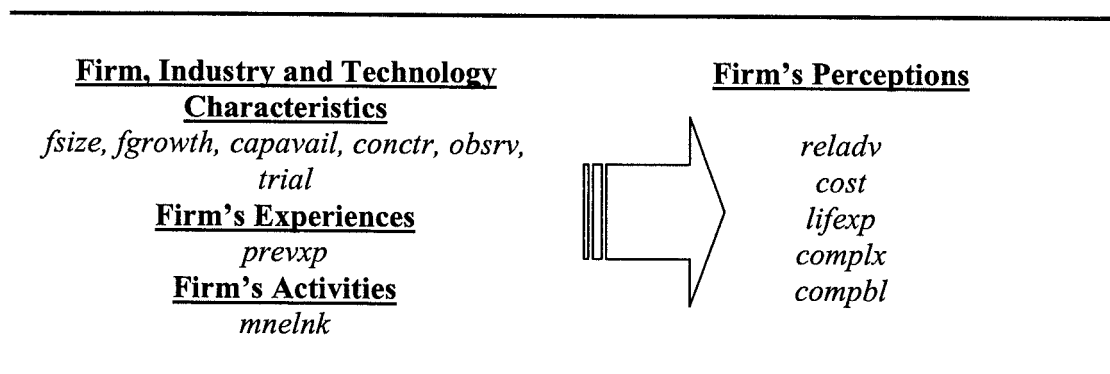 Firm, Industry and Technology
Characteristics
fsize, fgrowth, capavail, conctr, obsrv,
trial
Firm's Experiences
prevxp
Firm's Activities
mnelnk
Firm's Perceptions
reladv
cost
lifexp
complx
compbl